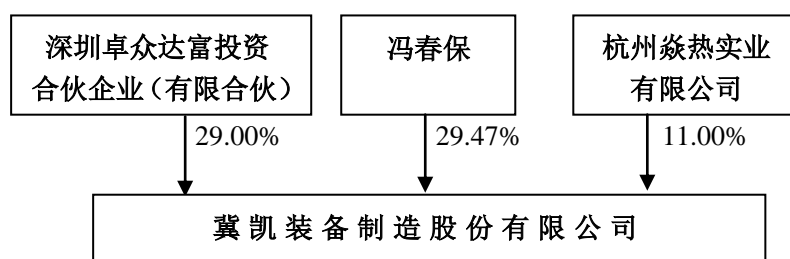 深圳卓众达富投资
合伙企业（有限合伙）
冯春保
杭州焱热实业
有限公司
29.00%
29.47%
11.00%
冀凯装备制造股份有限公司